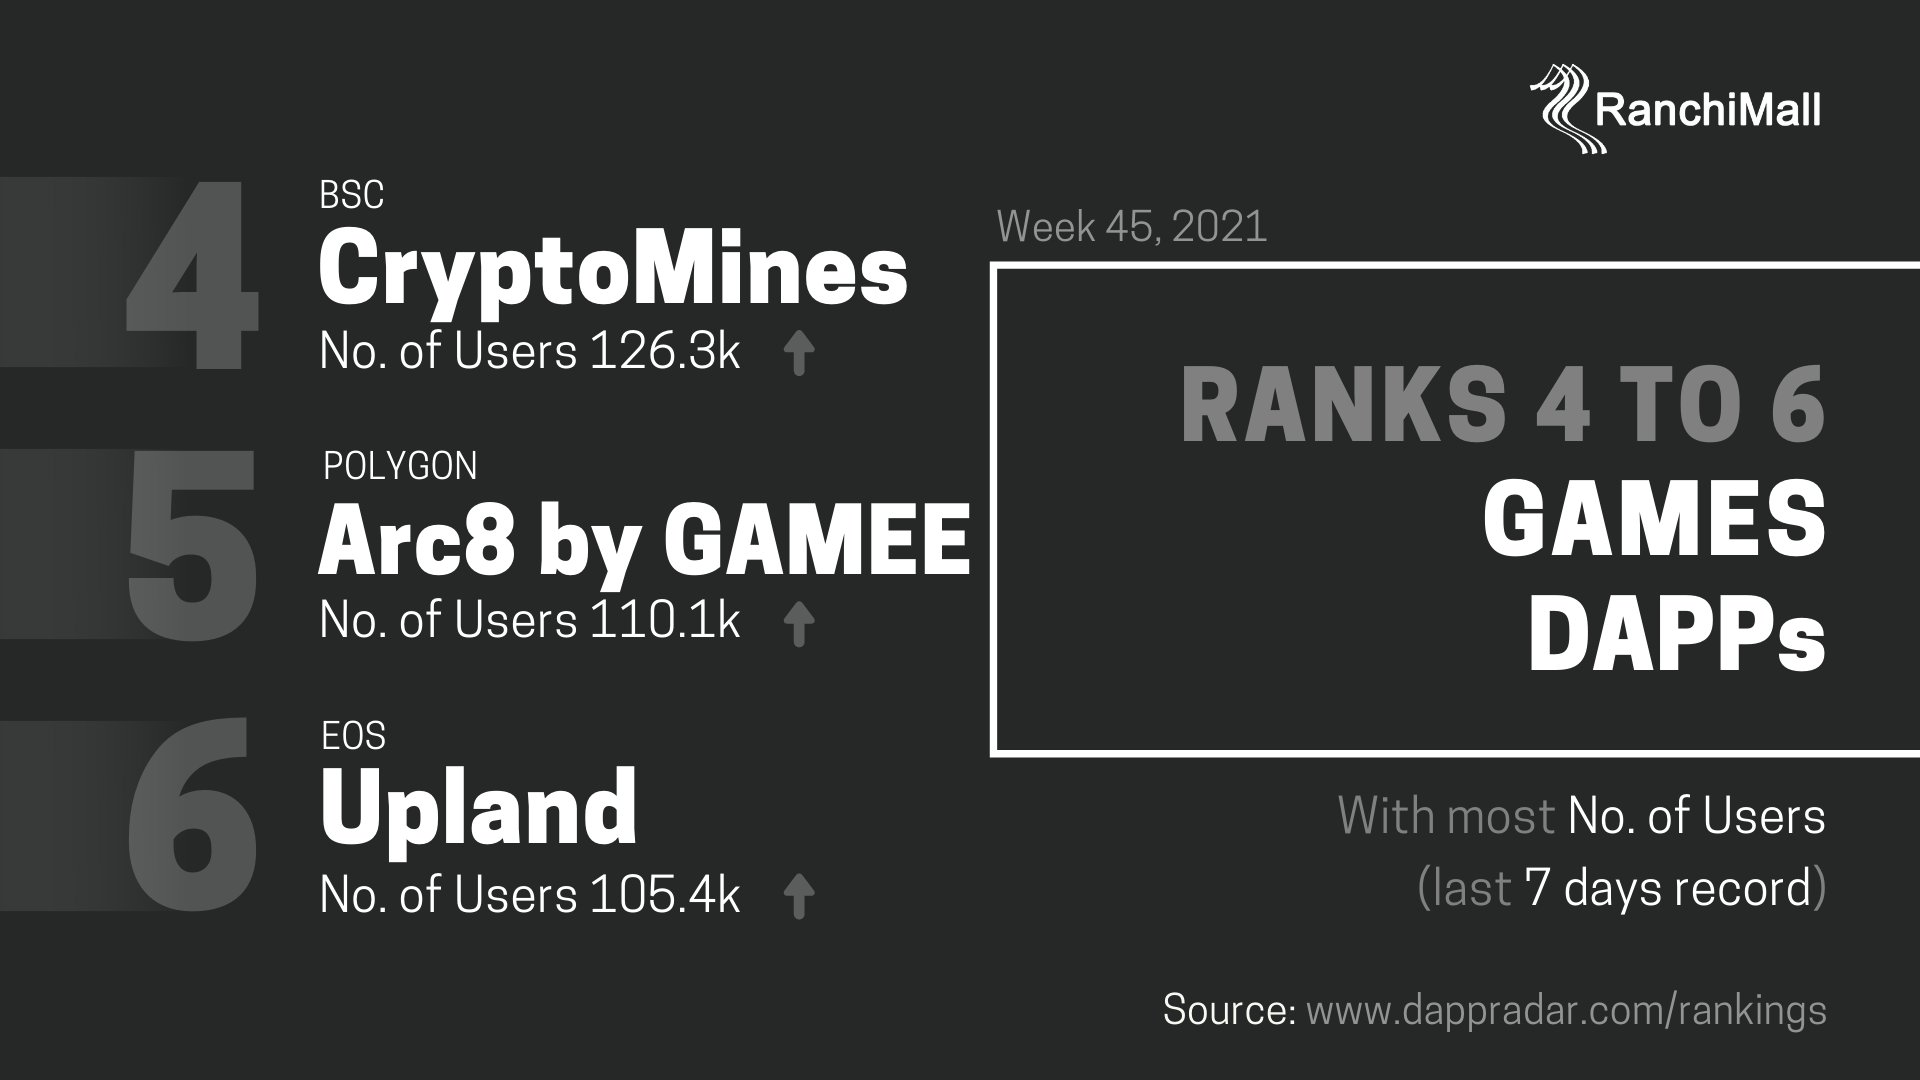 RanchiMall
4
BSC
CryptoMines
No. of Users 126.3k
5
POLYGON
Arc8 by GAMEE
No. of Users 110.1k
6
EOS
Upland
No. of Users 105.4k
Week 45, 2021
RANKS 4 TO 6
GAMES
DAPPs
With most No. of Users
(last 7 days record)
Source: www.dappradar.com/rankings